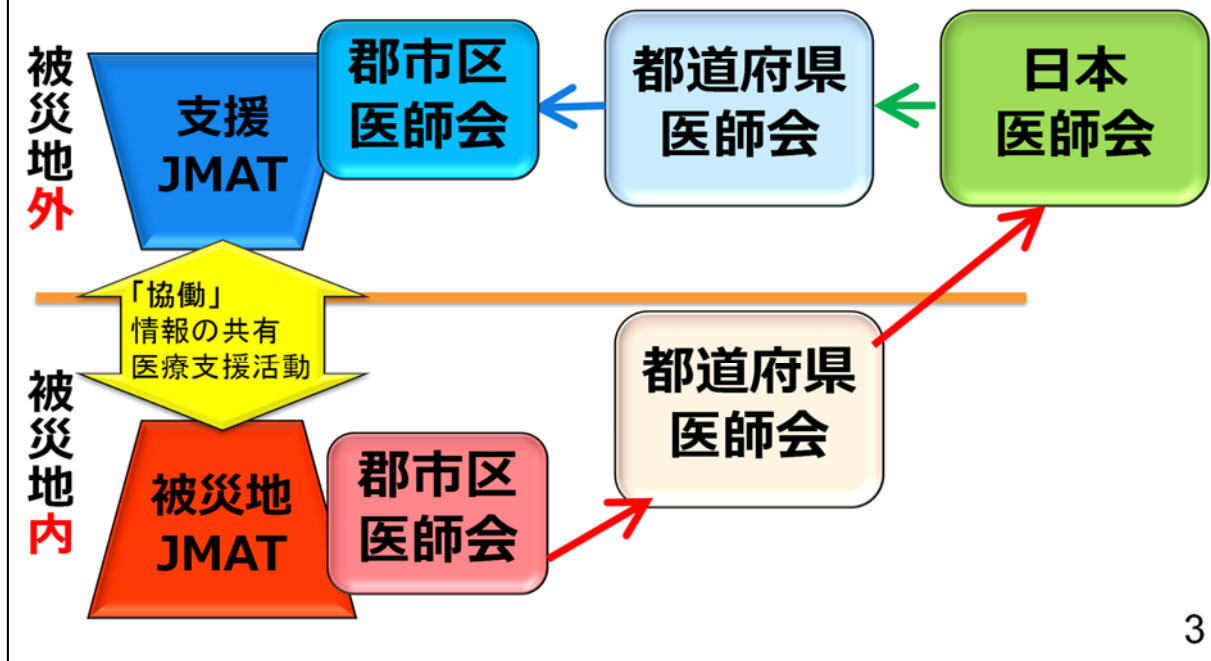 被災地外
支援
JMAT
郡市区
医師会
都道府県
医師会
日本
医師会
「協働」
情報の共有
医療支援活動
被災地内
被災地
JMAT
郡市区
医師会
都道府県
医師会
3